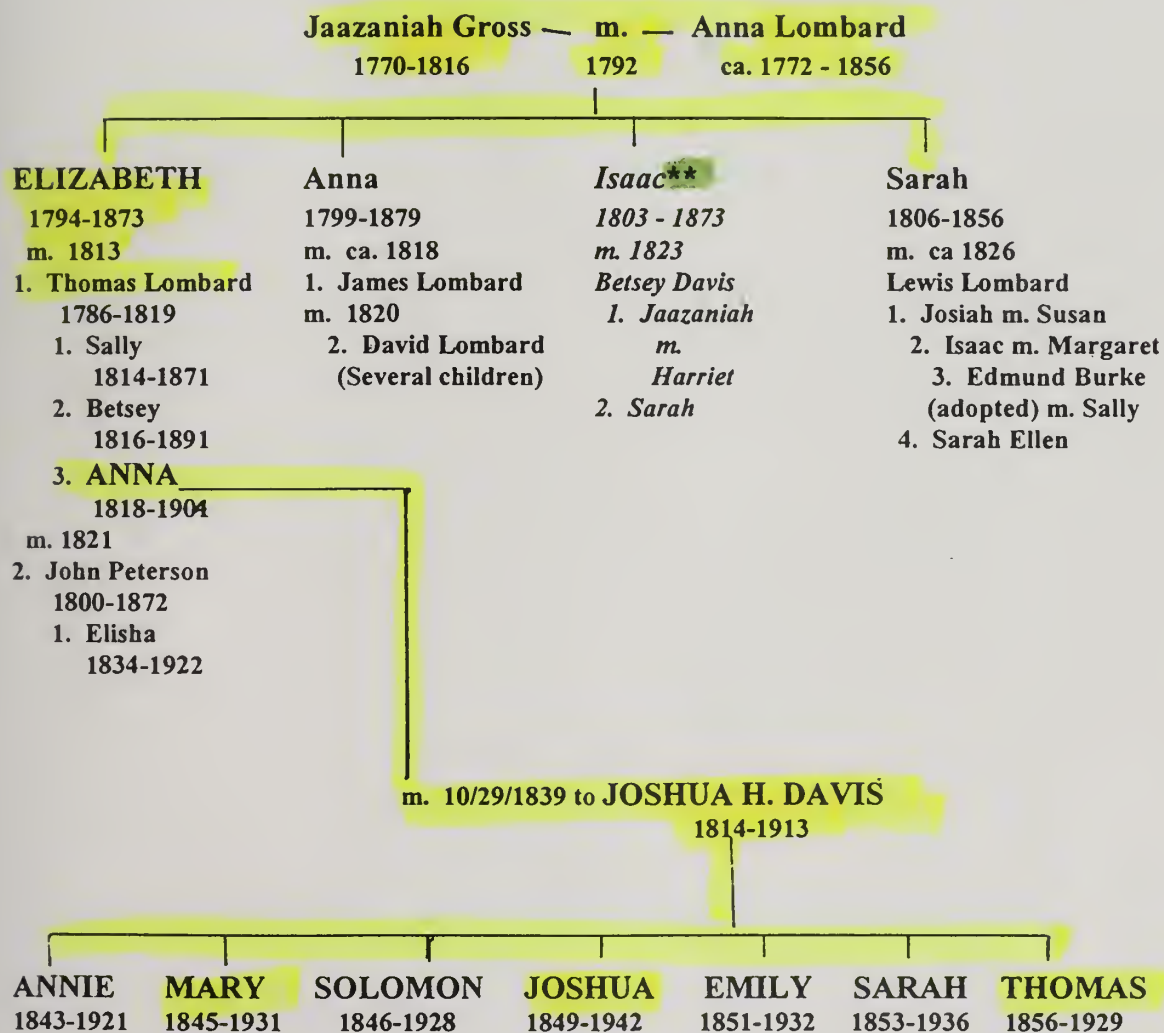 Jaazaniah Gross — m. — Anna Lombard
1770-1816 1792 ca. 1772 - 1856
ELIZABETH
1794-1873
m. 1813
1. Thomas Lombard
1786-1819
1. Sally
1814-1871
2. Betsey
1816-1891
3. ANNA
1818-1904
m. 1821
2. John Peterson
1800-1872
1. Elisha
1834-1922
Anna
1799-1879
m. ca. 1818
1. James Lombard
m. 1820
2. David Lombard
(Several children)
Isaac**
1803 - 1873
m. 1823
Betsey Davis
1. Jaazaniah
m.
Harriet
2. Sarah
Sarah
1806-1856
m. ca 1826
Lewis Lombard
1. Josiah m. Susan
2. Isaac m. Margaret
3. Edmund Burke
(adopted) m. Sally
4. Sarah Ellen
m. 10/29/1839 to JOSHUA H. DAVIS
1814-1913
ANNIE MARY SOLOMON JOSHUA EMILY SARAH THOMAS
1843-1921 1845-1931 1846-1928 1849-1942 1851-1932 1853-1936 1856-1929